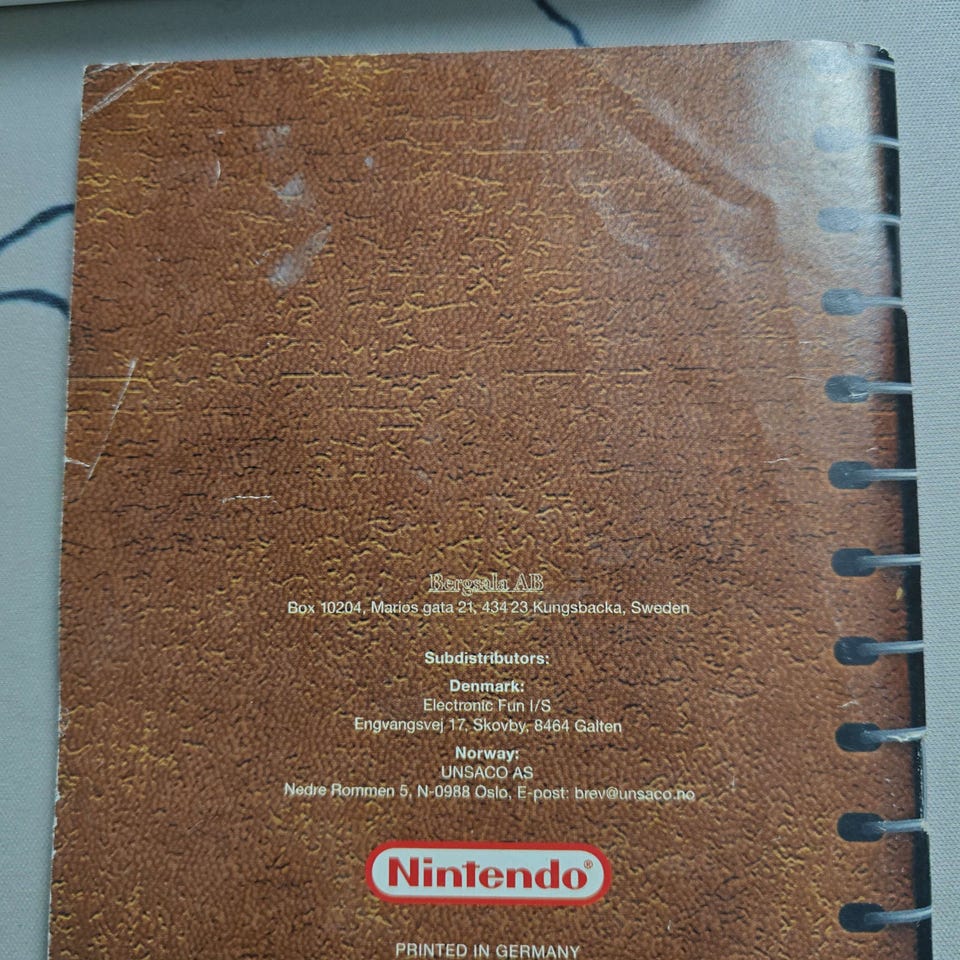 Bergsala AB
Box 10204, Marios gata 21, 434 23 Kungsbacka, Sweden
Subdistributors:
Denmark:
Electronic Fun I/S
Engvangsvej 17, Skovby, 8464 Galten
Norway:
UNSACO AS
Nedre Rommen 5, N-0988 Oslo, E-post: brev@unsaco.no
Nintendo®
PRINTED IN GERMANY